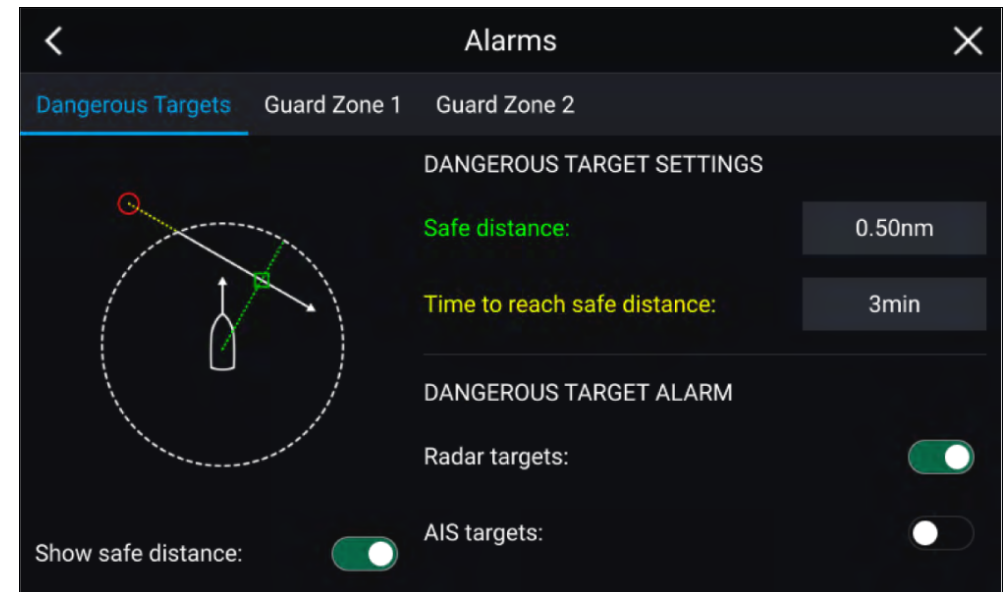 Alarms
Dangerous Targets Guard Zone 1 Guard Zone 2
DANGEROUS TARGET SETTINGS
Safe distance: 0.50nm
Time to reach safe distance: 3min
DANGEROUS TARGET ALARM
Radar targets:
AIS targets:
Show safe distance: